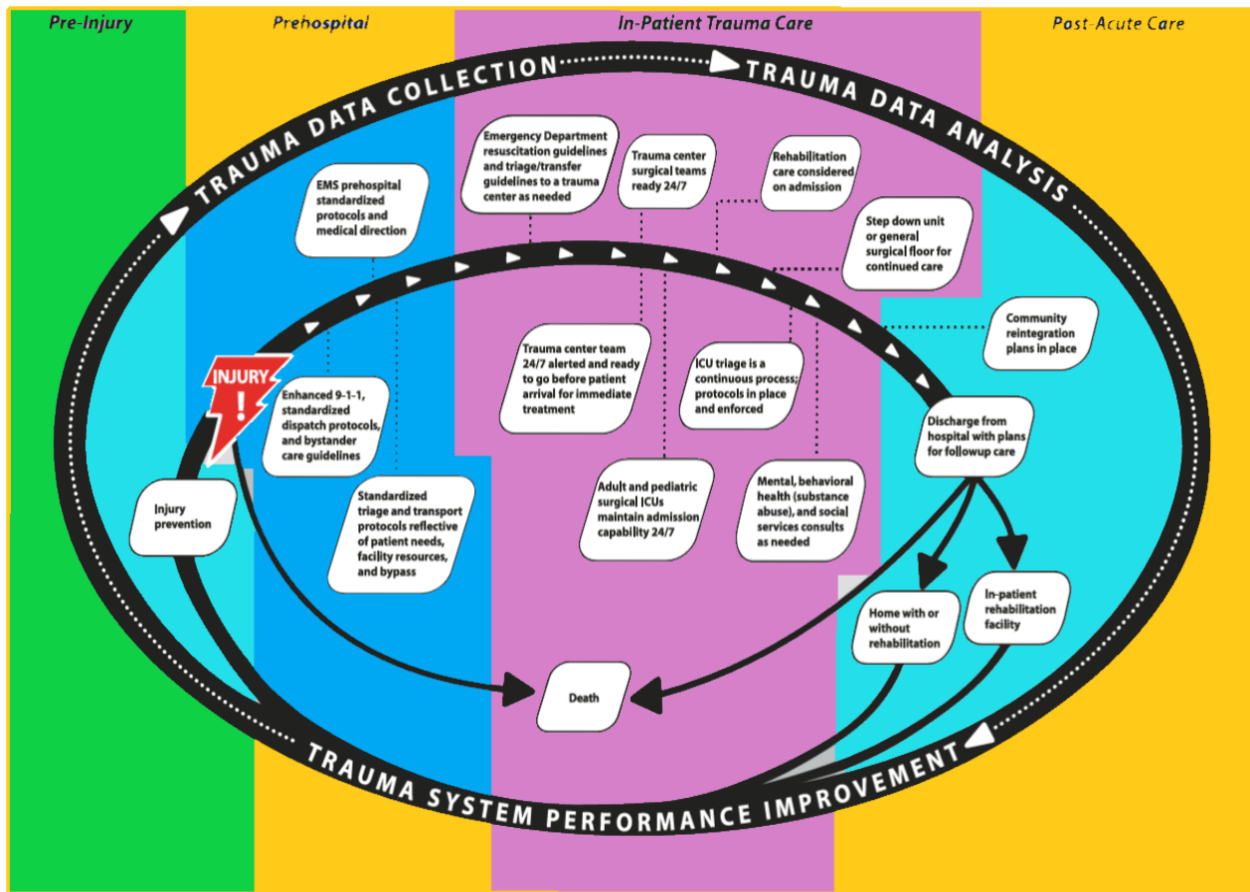 Pre-Injury
Prehospital
In-Patient Trauma Care
Post-Acute Care
TRAUMA DATA COLLECTION
TRAUMA DATA ANALYSIS
Emergency Department
resuscitation guidelines
and triage/transfer
guidelines to a trauma
center as needed
Trauma center
surgical teams
ready 24/7
Rehabilitation
care considered
on admission
EMS prehospital
standardized
protocols and
medical direction
Step down unit
or general
surgical floor for
continued care
Community
reintegration
plans in place
INJURY
!
Enhanced 9-1-1,
standardized
dispatch protocols,
and bystander
care guidelines
Trauma center team
24/7 alerted and ready
to go before patient
arrival for immediate
treatment
ICU triage is a
continuous process;
protocols in place
and enforced
Discharge from
hospital with plans
for followup care
Injury
prevention
Standardized
triage and transport
protocols reflective
of patient needs,
facility resources,
and bypass
Adult and pediatric
surgical ICUs
maintain admission
capability 24/7
Mental, behavioral
health (substance
abuse), and social
services consults
as needed
Home with or
without
rehabilitation
In-patient
rehabilitation
facility
Death
TRAUMA SYSTEM PERFORMANCE IMPROVEMENT